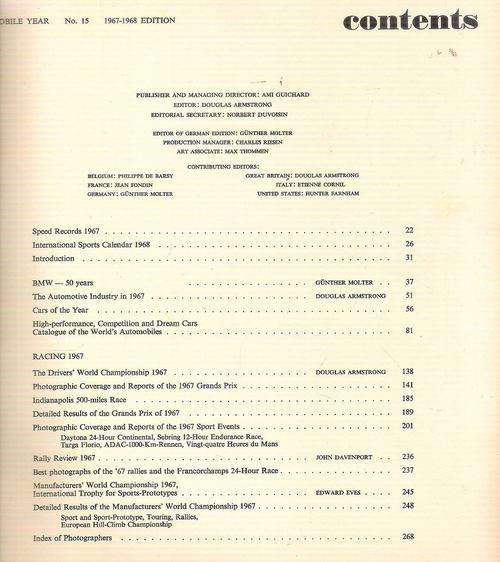 OBILE YEAR No. 15 1967-1968 EDITION
contents
PUBLISHER AND MANAGING DIRECTOR: AMI GUICHARD
EDITOR: DOUGLAS ARMSTRONG
EDITORIAL SECRETARY: NORBERT DUVOISIN
EDITOR OF GERMAN EDITION: GÜNTHER MOLTER
PRODUCTION MANAGER: CHARLES RIESEN
ART ASSOCIATE: MAX THOMMEN
CONTRIBUTING EDITORS:
BELGIUM: PHILIPPE DE BARSY GREAT BRITAIN: DOUGLAS ARMSTRONG
FRANCE: JEAN FONDIN ITALY: ETIENNE CORNIL
GERMANY: GÜNTHER MOLTER UNITED STATES: HUNTER FARNHAM
Speed Records 1967 . . . . . . . . . . 22
International Sports Calendar 1968 . . . . . . . . . . 26
Introduction . . . . . . . . . . 31
BMW — 50 years . . . . . . . . . . GÜNTHER MOLTER . . 37
The Automotive Industry in 1967 . . . . . . . . . . DOUGLAS ARMSTRONG 51
Cars of the Year . . . . . . . . . . 56
High-performance, Competition and Dream Cars
Catalogue of the World's Automobiles . . . . . . . . . . 81
RACING 1967
The Drivers' World Championship 1967 . . . . . . . . . . DOUGLAS ARMSTRONG 138
Photographic Coverage and Reports of the 1967 Grands Prix . . . . . . . . . . 141
Indianapolis 500-miles Race . . . . . . . . . . 185
Detailed Results of the Grands Prix of 1967 . . . . . . . . . . 189
Photographic Coverage and Reports of the 1967 Sport Events . . . . . . . . . . 201
Daytona 24-Hour Continental, Sebring 12-Hour Endurance Race,
Targa Florio, ADAC-1000-Km-Rennen, Vingt-quatre Heures du Mans
Rally Review 1967 . . . . . . . . . . JOHN DAVENPORT . . 236
Best photographs of the '67 rallies and the Francorchamps 24-Hour Race . . . . . . . . . . 237
Manufacturers' World Championship 1967,
International Trophy for Sports-Prototypes . . . . . . . . . . EDWARD EVES . . . . 245
Detailed Results of the Manufacturers' World Championship 1967 . . . . . . . . . . 248
Sport and Sport-Prototype, Touring, Rallies,
European Hill-Climb Championship
Index of Photographers . . . . . . . . . . 268